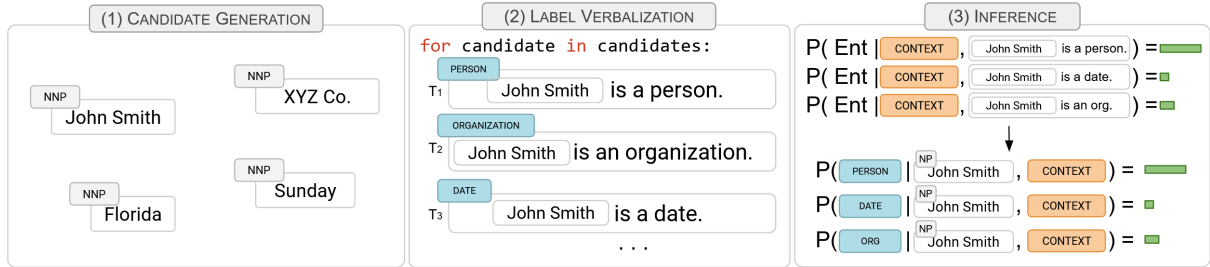 (1) CANDIDATE GENERATION
NNP
John Smith
NNP
XYZ Co.
NNP
Florida
NNP
Sunday
(2) LABEL VERBALIZATION
for candidate in candidates:
PERSON
T1 John Smith is a person.
ORGANIZATION
T2 John Smith is an organization.
DATE
T3 John Smith is a date.
...
(3) INFERENCE
P( Ent | CONTEXT , John Smith is a person. ) =
P( Ent | CONTEXT , John Smith is a date. ) =
P( Ent | CONTEXT , John Smith is an org. ) =
P( PERSON | NP John Smith , CONTEXT ) =
P( DATE | NP John Smith , CONTEXT ) =
P( ORG | NP John Smith , CONTEXT ) =